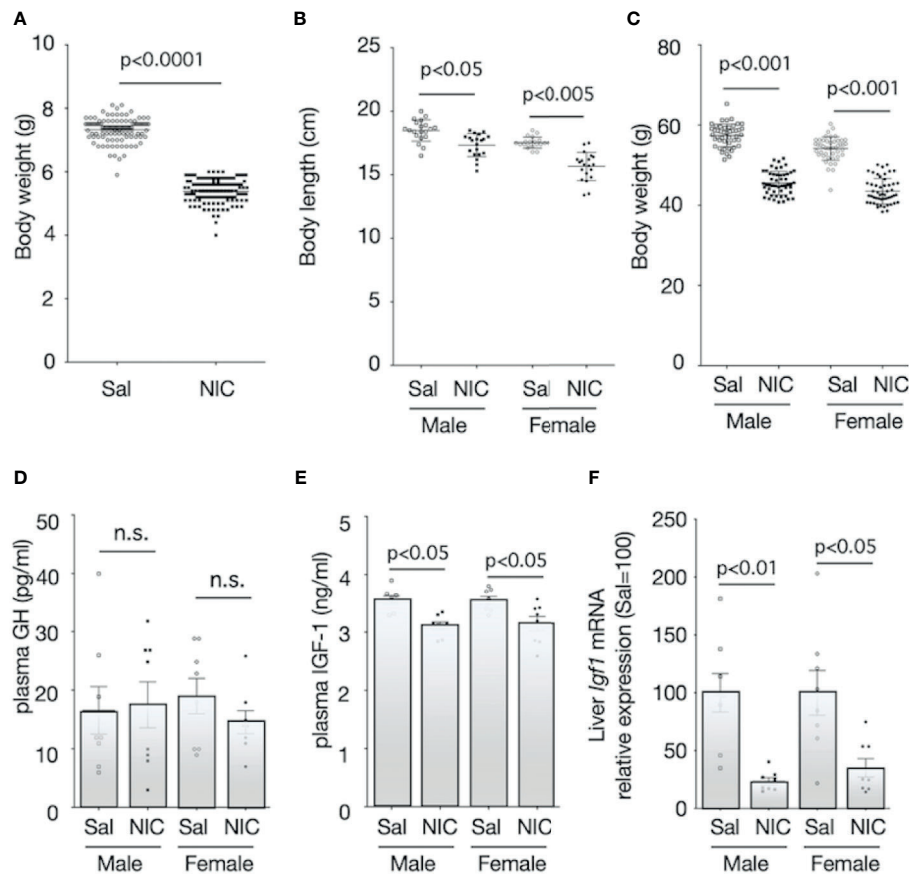 A
Body weight (g)
10
8
6
4
2
0
p<0.0001
Sal NIC
B
Body length (cm)
25
20
15
10
5
0
p<0.05
p<0.005
Sal NIC Sal NIC
Male Female
C
Body weight (g)
80
60
40
20
0
p<0.001
p<0.001
Sal NIC Sal NIC
Male Female
D
plasma GH (pg/ml)
50
40
30
20
10
0
n.s.
n.s.
Sal NIC Sal NIC
Male Female
E
plasma IGF-1 (ng/ml)
5
4
3
2
1
0
p<0.05
p<0.05
Sal NIC Sal NIC
Male Female
F
Liver Igf1 mRNA
relative expression (Sal=100)
250
200
150
100
50
0
p<0.01
p<0.05
Sal NIC Sal NIC
Male Female